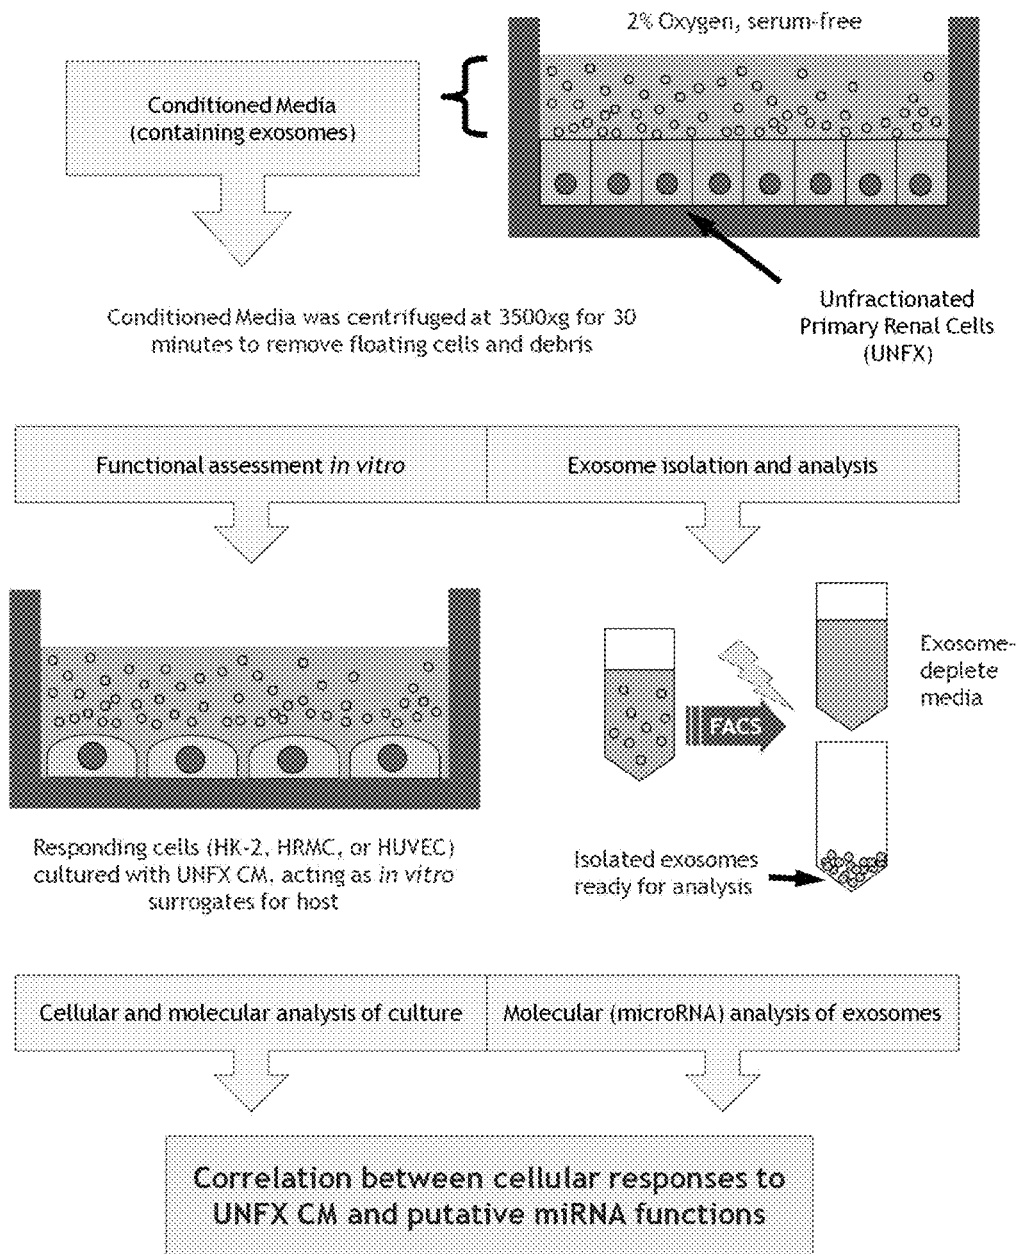 2% Oxygen, serum-free
Conditioned Media
(containing exosomes)
Unfractionated
Primary Renal Cells
(UNFX)
Conditioned Media was centrifuged at 3500xg for 30
minutes to remove floating cells and debris
Functional assessment in vitro
Exosome isolation and analysis
Exosome-
deplete
media
FACS
Responding cells (HK-2, HRMC, or HUVEC)
cultured with UNFX CM, acting as in vitro
surrogates for host
Isolated exosomes
ready for analysis
Cellular and molecular analysis of culture
Molecular (microRNA) analysis of exosomes
Correlation between cellular responses to
UNFX CM and putative miRNA functions